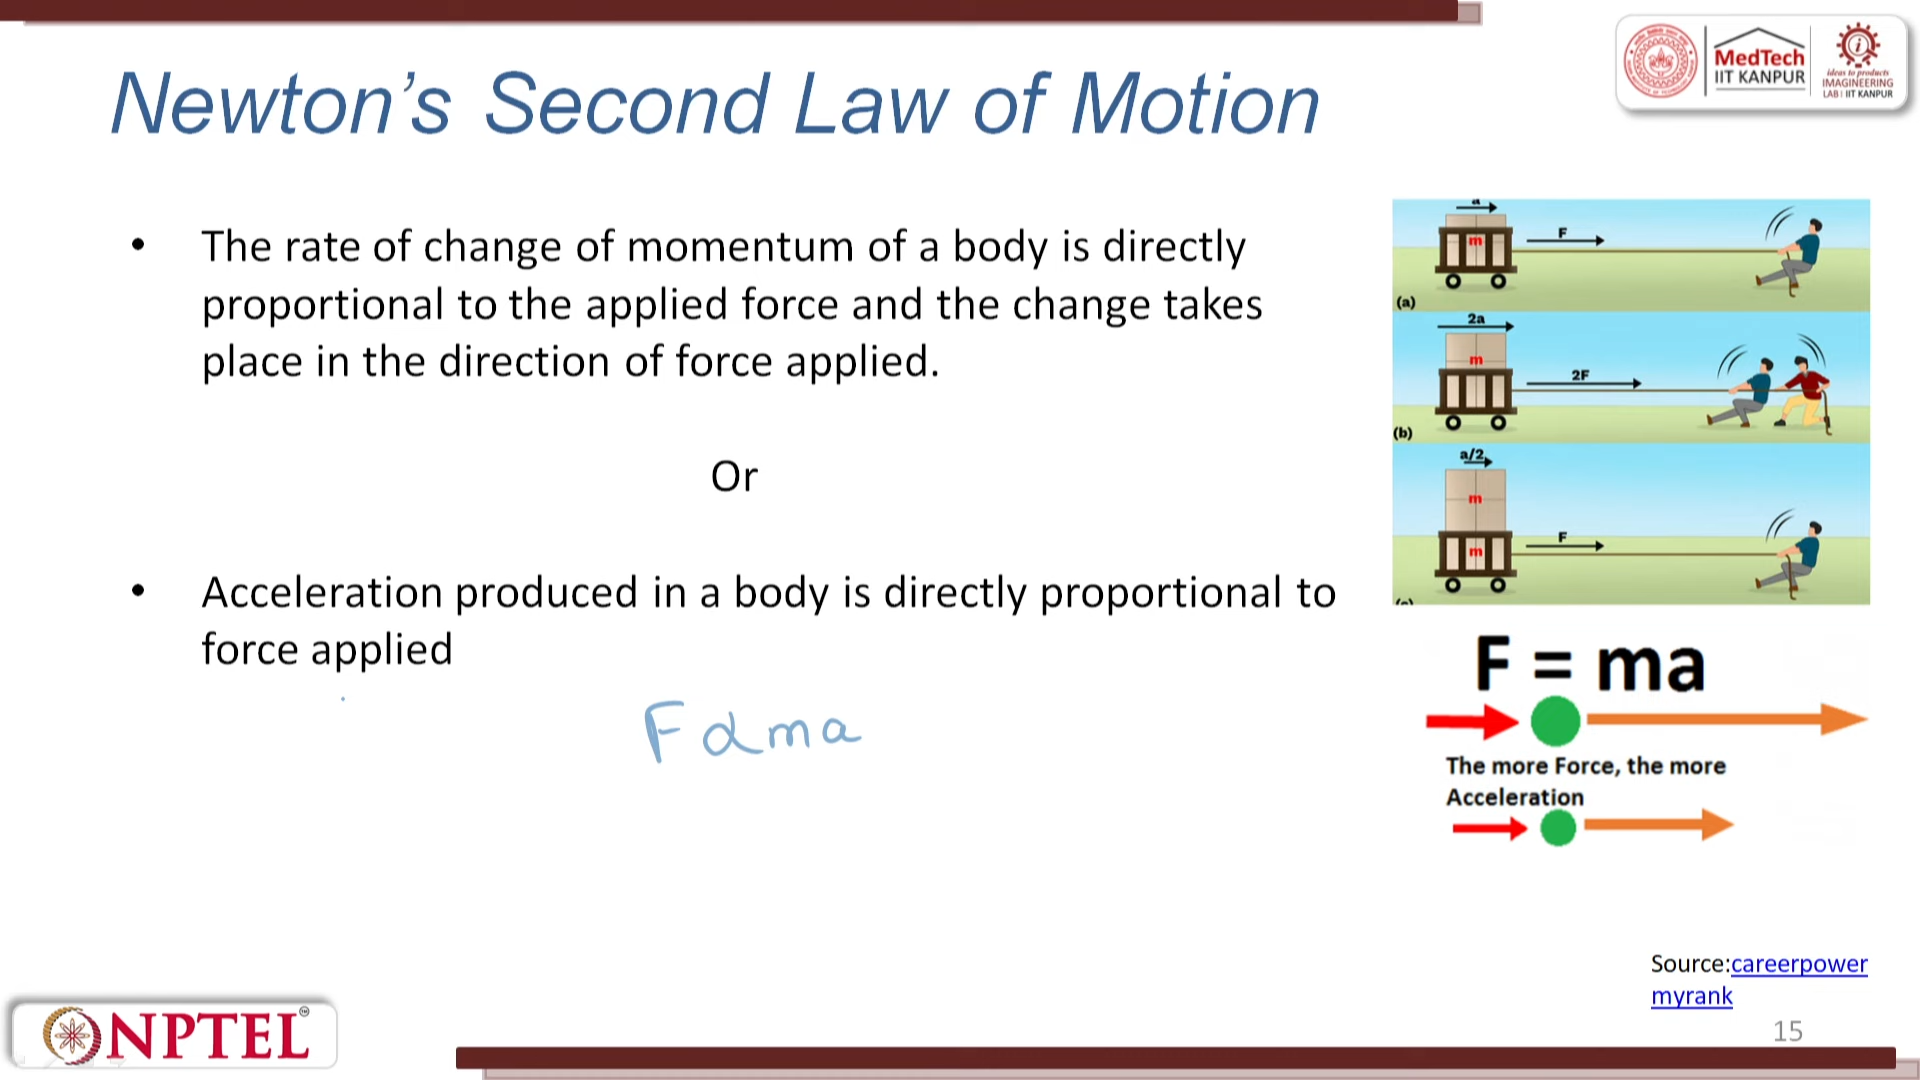 Newton's Second Law of Motion
MedTech
IIT KANPUR
ideas to products
IMAGINEERING
LAB | IIT KANPUR
• The rate of change of momentum of a body is directly
proportional to the applied force and the change takes
place in the direction of force applied.
Or
• Acceleration produced in a body is directly proportional to
force applied
F α m a
a
m
F
(a)
2a
m
2F
(b)
a/2
m
m
F
F = ma
The more Force, the more
Acceleration
Source:careerpower
myrank
15
NPTEL